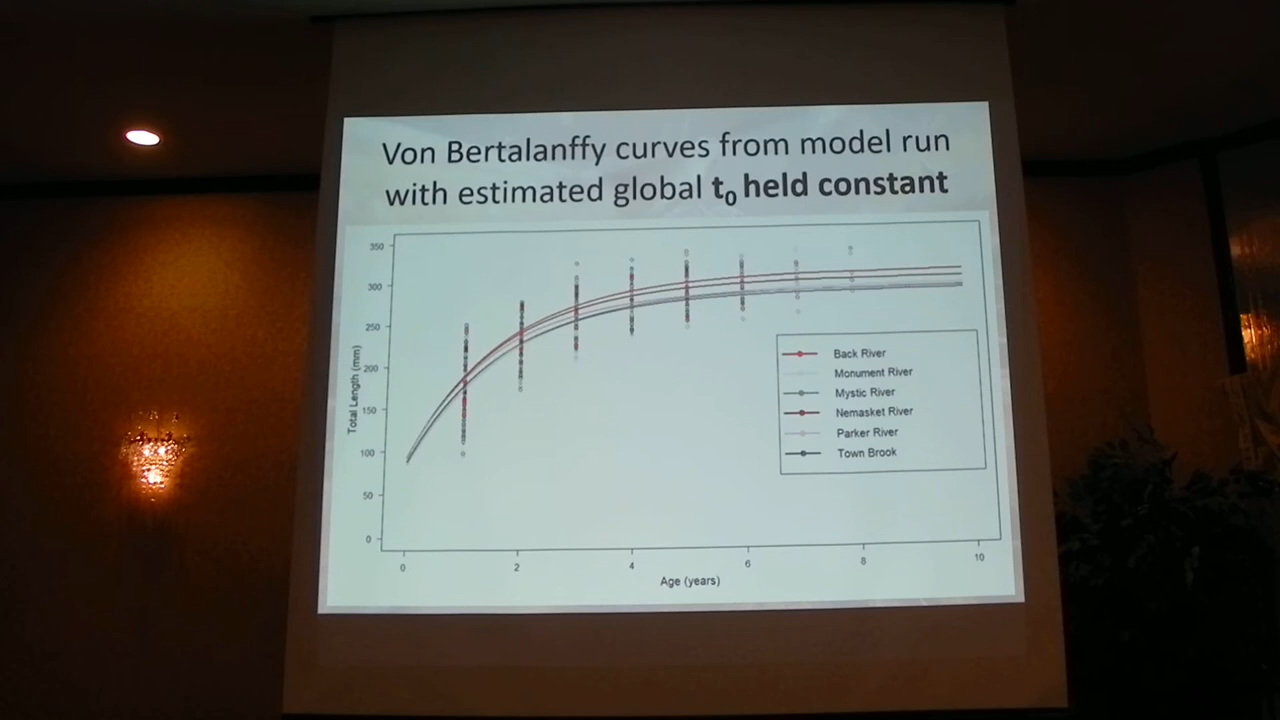 Von Bertalanffy curves from model run
with estimated global t₀ held constant
350
300
250
200
150
100
50
0
Total Length (mm)
Back River
Monument River
Mystic River
Nemasket River
Parker River
Town Brook
0 2 4 6 8 10
Age (years)